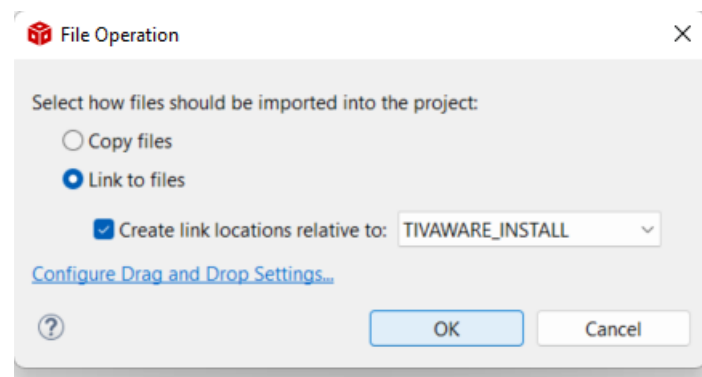 File Operation
Select how files should be imported into the project:
Copy files
Link to files
Create link locations relative to: TIVAWARE_INSTALL
Configure Drag and Drop Settings...
? OK Cancel